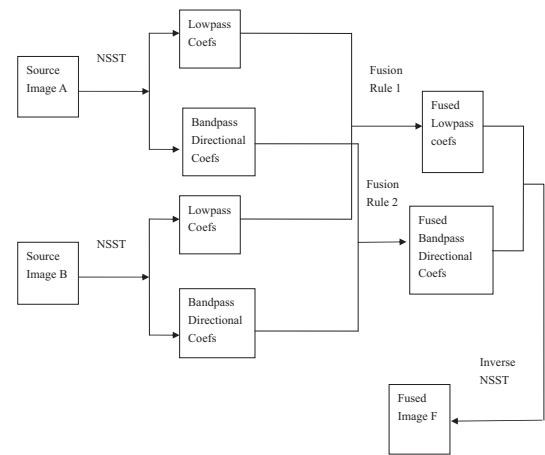 Source
Image A
NSST
Lowpass
Coefs
Bandpass
Directional
Coefs
Source
Image B
NSST
Lowpass
Coefs
Bandpass
Directional
Coefs
Fusion
Rule 1
Fusion
Rule 2
Fused
Lowpass
coefs
Fused
Bandpass
Directional
Coefs
Inverse
NSST
Fused
Image F